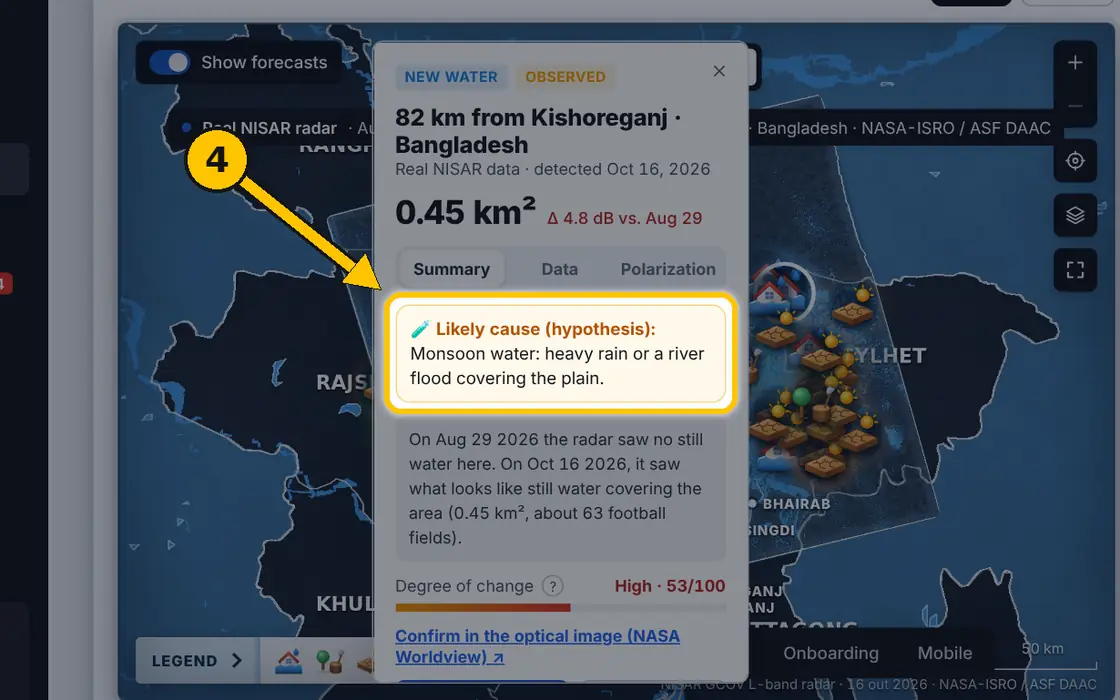 Show forecasts
NEW WATER
OBSERVED
82 km from Kishoreganj ·
Bangladesh
Real NISAR data · detected Oct 16, 2026
0.45 km² Δ 4.8 dB vs. Aug 29
Real NISAR radar · Au
· Bangladesh · NASA-ISRO / ASF DAAC
4
Summary
Data
Polarization
🧪 Likely cause (hypothesis):
Monsoon water: heavy rain or a river
flood covering the plain.
On Aug 29 2026 the radar saw no still
water here. On Oct 16 2026, it saw
what looks like still water covering the
area (0.45 km², about 63 football
fields).
Degree of change ?
High · 53/100
Confirm in the optical image (NASA
Worldview) ↗
RAJS
YLHET
BHAIRAB
SINGDI
KHUL
LEGEND
Onboarding
Mobile
50 km
NISAR GCOV L-band radar · 16 out 2026 · NASA-ISRO / ASF DAAC